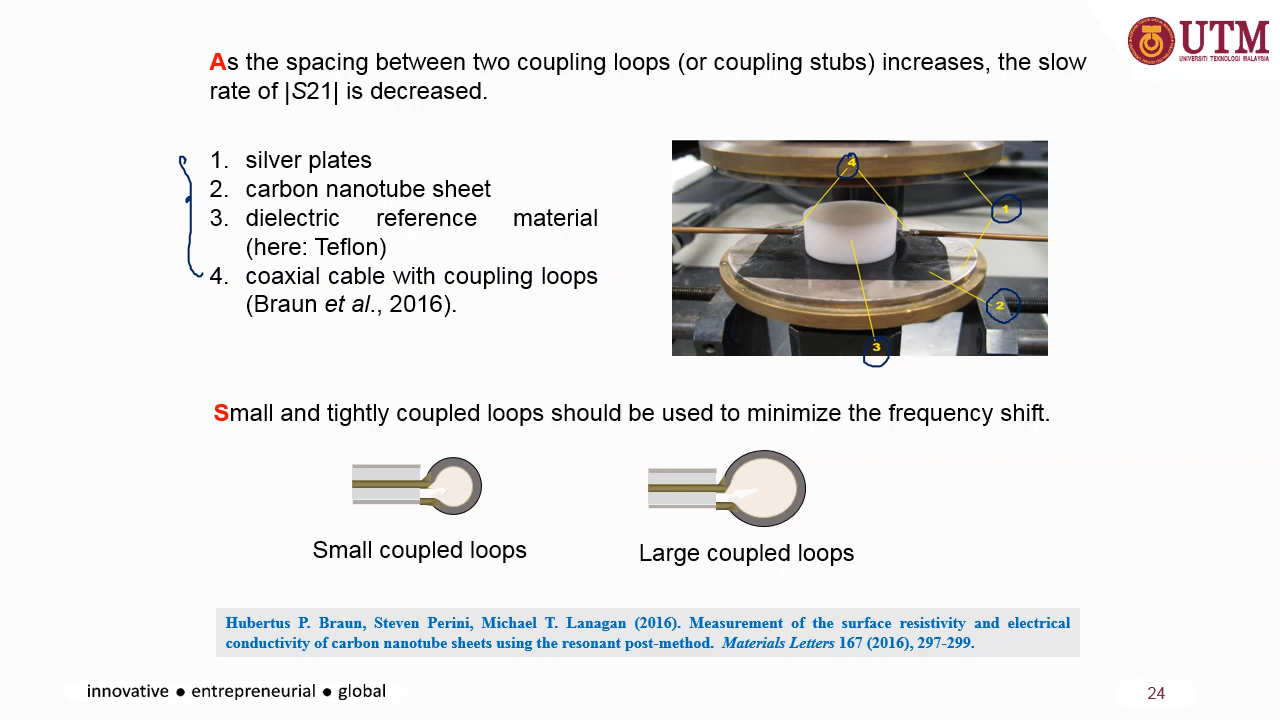 UTM
UNIVERSITI TEKNOLOGI MALAYSIA
As the spacing between two coupling loops (or coupling stubs) increases, the slow
rate of |S21| is decreased.
1. silver plates
2. carbon nanotube sheet
3. dielectric reference material
(here: Teflon)
4. coaxial cable with coupling loops
(Braun et al., 2016).
4
1
2
3
Small and tightly coupled loops should be used to minimize the frequency shift.
Small coupled loops
Large coupled loops
Hubertus P. Braun, Steven Perini, Michael T. Lanagan (2016). Measurement of the surface resistivity and electrical
conductivity of carbon nanotube sheets using the resonant post-method. Materials Letters 167 (2016), 297-299.
innovative ● entrepreneurial ● global
24